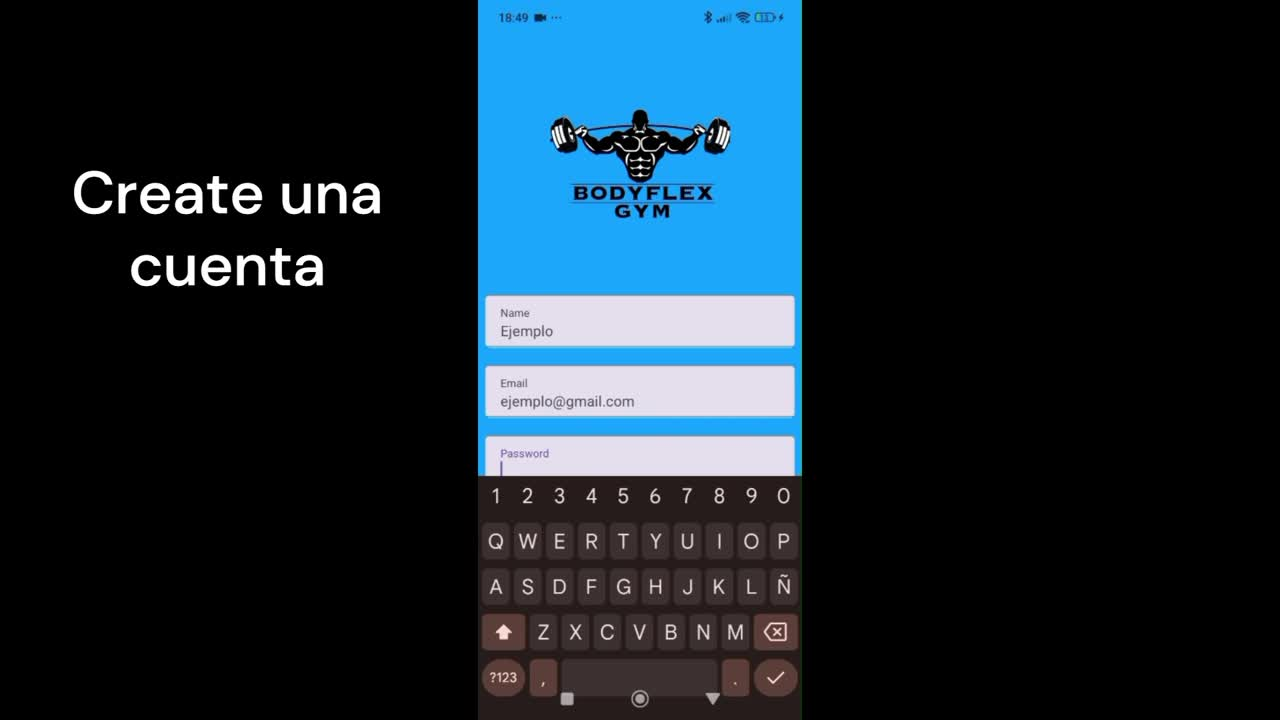 18:49
Create una
cuenta
BODYFLEX
GYM
Name
Ejemplo
Email
ejemplo@gmail.com
Password
1 2 3 4 5 6 7 8 9 0
Q W E R T Y U I O P
A S D F G H J K L Ñ
Z X C V B N M
?123 , .